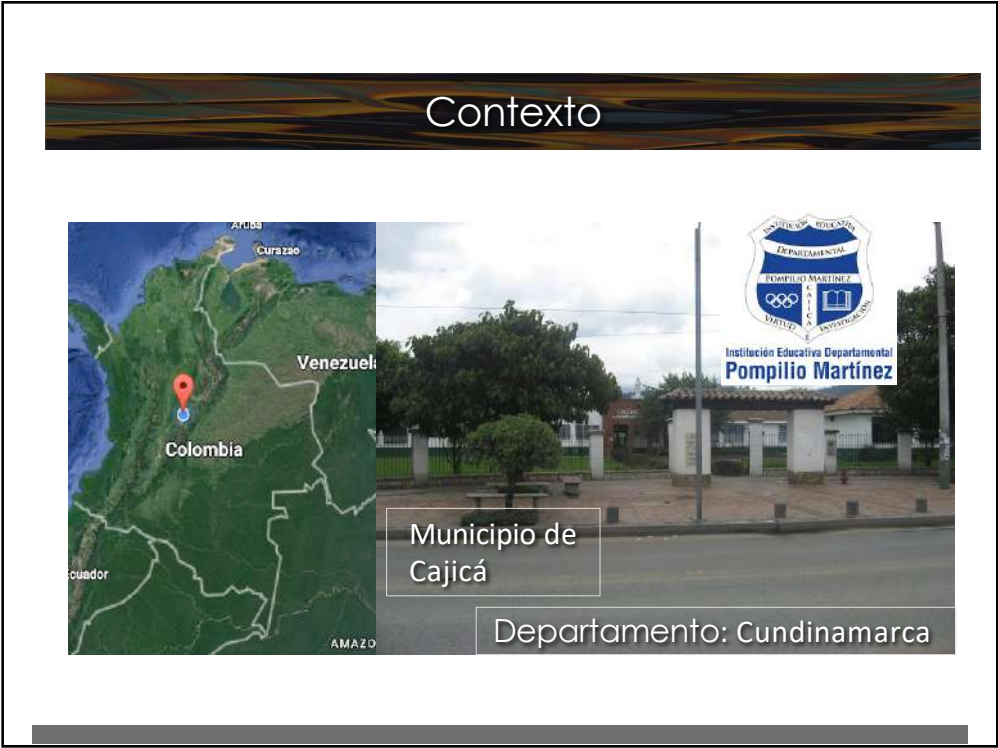 Contexto
Aruba
Curazao
Venezuel
Colombia
Ecuador
AMAZO
INSTITUCIÓN EDUCATIVA
DEPARTAMENTAL
POMPILIO MARTÍNEZ
CAJICÁ
VIRTUD E INVESTIGACIÓN
Institución Educativa Departamental
Pompilio Martínez
Municipio de
Cajicá
Departamento: Cundinamarca